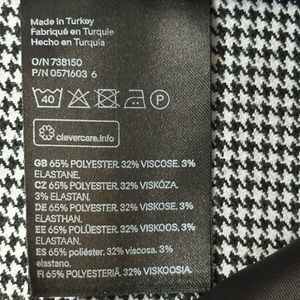 Made in Turkey
Fabriqué en Turquie
Hecho en Turquía
O/N 738150
P/N 0571603 6
40
clevercare.info
GB 65% POLYESTER. 32% VISCOSE. 3%
ELASTANE.
CZ 65% POLYESTER. 32% VISKÓZA.
3% ELASTAN.
DE 65% POLYESTER. 32% VISKOSE. 3%
ELASTHAN.
EE 65% POLÜESTER. 32% VISKOOS. 3%
ELASTAAN.
ES 65% poliéster. 32% viscosa. 3%
elastano.
FI 65% POLYESTERIÄ. 32% VISKOOSIA.